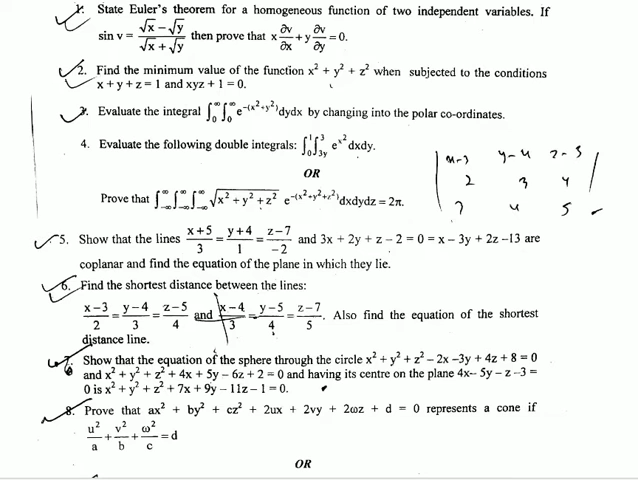 1. State Euler's theorem for a homogeneous function of two independent variables. If
sin v = (√x − √y)/(√x + √y) then prove that x ∂v/∂x + y ∂v/∂y = 0.
2. Find the minimum value of the function x² + y² + z² when subjected to the conditions
x + y + z = 1 and xyz + 1 = 0.
3. Evaluate the integral ∫₀^∞ ∫₀^∞ e^−(x²+y²) dydx by changing into the polar co-ordinates.
4. Evaluate the following double integrals: ∫₀¹ ∫₃ᵧ³ e^x² dxdy.
x-3 y-4 z-5
2 3 4
3 4 5
OR
Prove that ∫₋∞^∞ ∫₋∞^∞ ∫₋∞^∞ √(x² + y² + z²) e^−(x²+y²+z²) dxdydz = 2π.
5. Show that the lines (x+5)/3 = (y+4)/1 = (z−7)/−2 and 3x + 2y + z − 2 = 0 = x − 3y + 2z −13 are
coplanar and find the equation of the plane in which they lie.
6. Find the shortest distance between the lines:
(x−3)/2 = (y−4)/3 = (z−5)/4 and (x−4)/3 = (y−5)/4 = (z−7)/5. Also find the equation of the shortest
distance line.
7. Show that the equation of the sphere through the circle x² + y² + z² − 2x −3y + 4z + 8 = 0
and x² + y² + z² + 4x + 5y − 6z + 2 = 0 and having its centre on the plane 4x− 5y − z −3 =
0 is x² + y² + z² + 7x + 9y − 11z − 1 = 0.
8. Prove that ax² + by² + cz² + 2ux + 2vy + 2ωz + d = 0 represents a cone if
u²/a + v²/b + ω²/c = d
OR